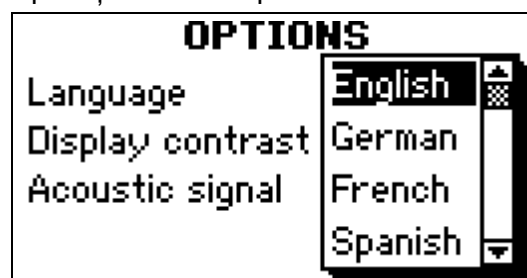 OPTIONS
Language
Display contrast
Acoustic signal
English
German
French
Spanish